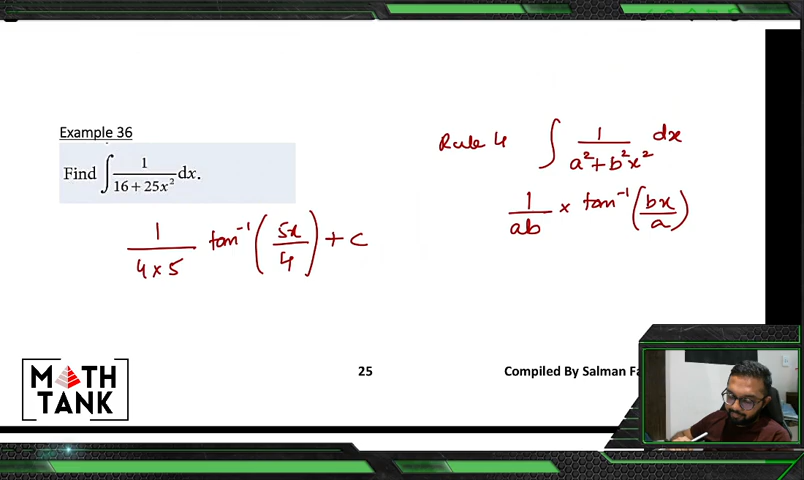 Example 36
Find ∫ 1/(16 + 25x²) dx.
1/(4 × 5) tan⁻¹ (5x/4) + c
Rule 4 ∫ 1/(a² + b²x²) dx
1/(ab) × tan⁻¹ (bx/a)
MATH
TANK
25
Compiled By Salman Fa